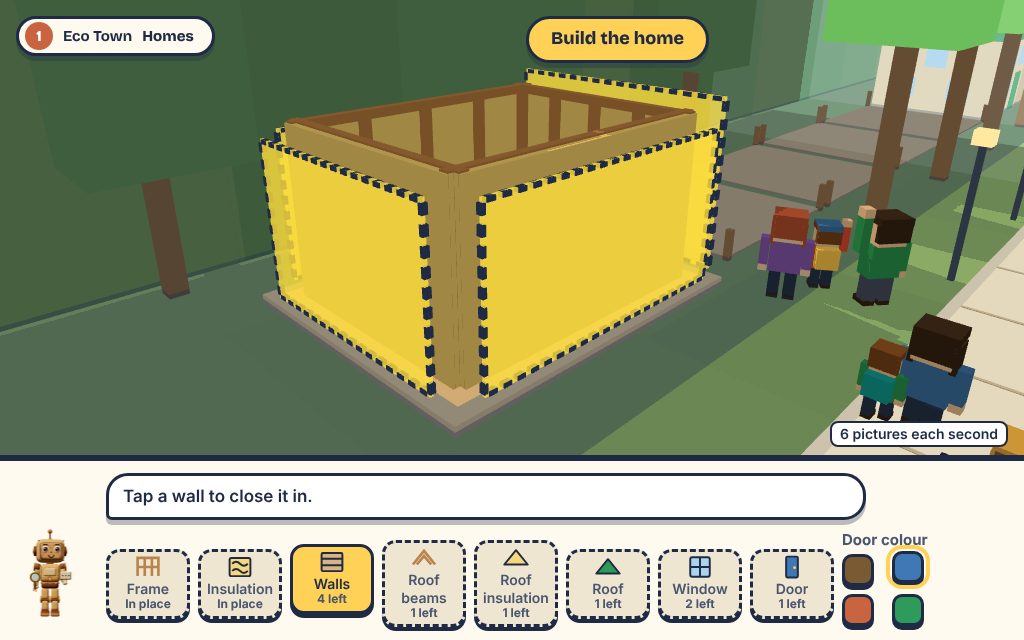 1 Eco Town Homes
Build the home
6 pictures each second
Tap a wall to close it in.
Door colour
Frame
In place
Insulation
In place
Walls
4 left
Roof
beams
1 left
Roof
insulation
1 left
Roof
1 left
Window
2 left
Door
1 left